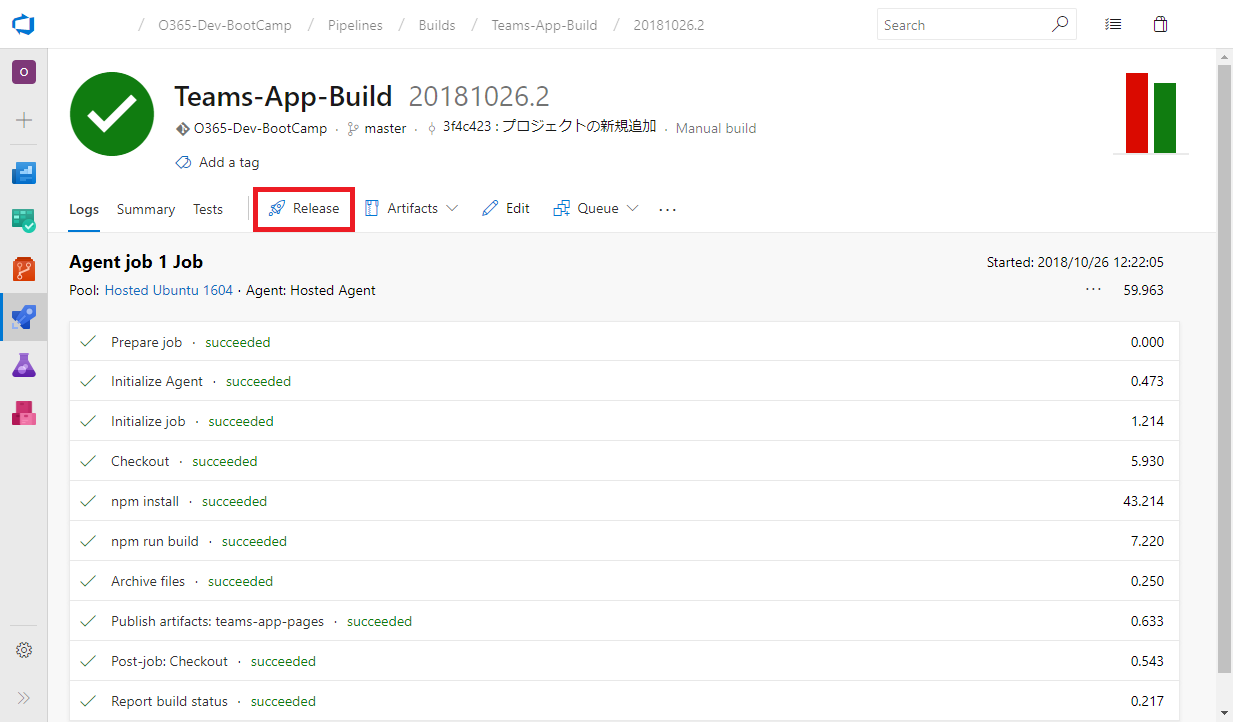 / O365-Dev-BootCamp / Pipelines / Builds / Teams-App-Build / 20181026.2
Search
O
Teams-App-Build 20181026.2
O365-Dev-BootCamp · master · 3f4c423 : プロジェクトの新規追加 · Manual build
Add a tag
Logs Summary Tests Release Artifacts Edit Queue ...
Agent job 1 Job
Started: 2018/10/26 12:22:05
Pool: Hosted Ubuntu 1604 · Agent: Hosted Agent
... 59.963
Prepare job · succeeded 0.000
Initialize Agent · succeeded 0.473
Initialize job · succeeded 1.214
Checkout · succeeded 5.930
npm install · succeeded 43.214
npm run build · succeeded 7.220
Archive files · succeeded 0.250
Publish artifacts: teams-app-pages · succeeded 0.633
Post-job: Checkout · succeeded 0.543
Report build status · succeeded 0.217